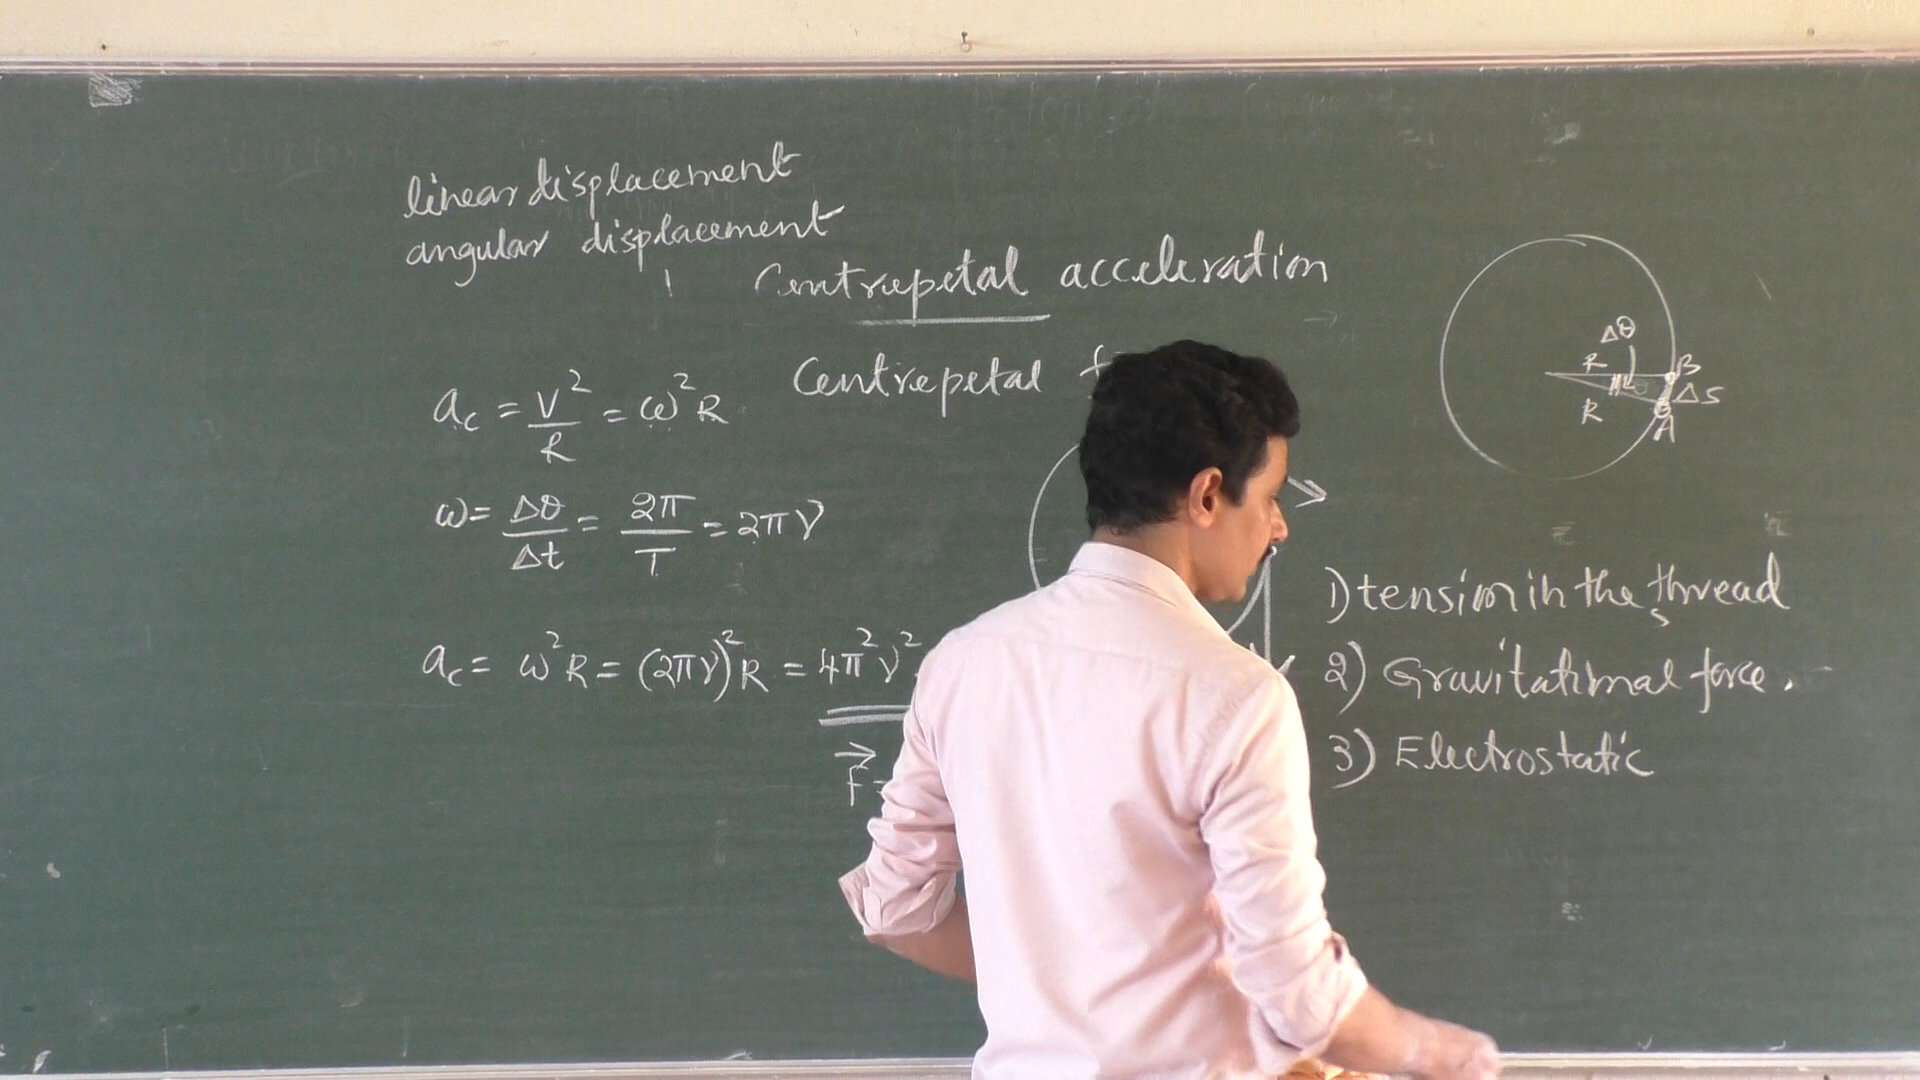 linear displacement
angular displacement
Centrepetal acceleration
Centrepetal f
a_c = V²/R = ω²R
ω = Δθ/Δt = 2π/T = 2πν
a_c = ω²R = (2πν)²R = 4π²ν²
F⃗
Δθ
R
B
ΔS
R
A
1) tension in the thread
s
2) Gravitational force.
3) Electrostatic